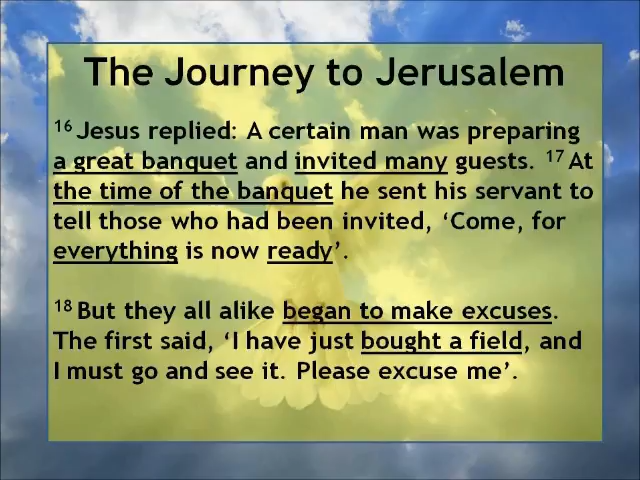 The Journey to Jerusalem
16 Jesus replied: A certain man was preparing
a great banquet and invited many guests. 17 At
the time of the banquet he sent his servant to
tell those who had been invited, ‘Come, for
everything is now ready’.
18 But they all alike began to make excuses.
The first said, ‘I have just bought a field, and
I must go and see it. Please excuse me’.